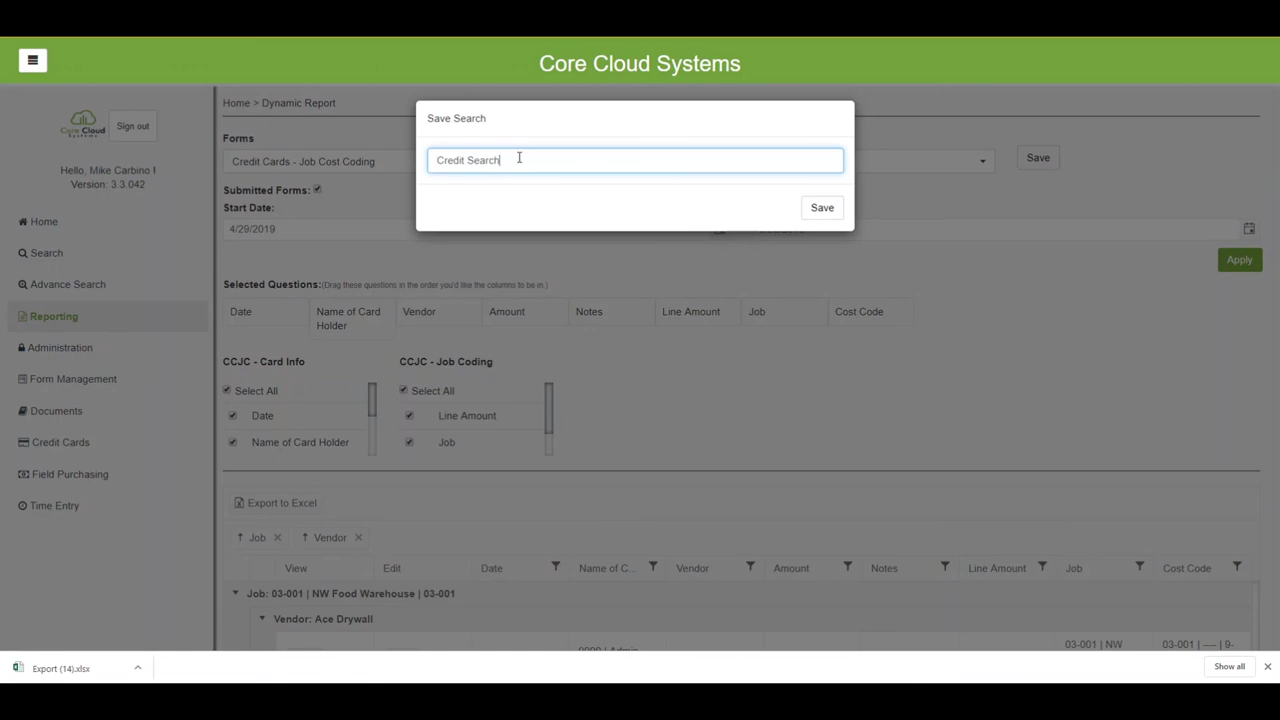 Core Cloud Systems
Core Cloud
Systems
Sign out
Hello, Mike Carbino !
Version: 3.3.042
Home
Search
Advance Search
Reporting
Administration
Form Management
Documents
Credit Cards
Field Purchasing
Time Entry
Home > Dynamic Report
Forms
Credit Cards - Job Cost Coding
Save
Submitted Forms:
Start Date:
4/29/2019
Apply
Save Search
Credit Search
Save
Selected Questions:(Drag these questions in the order you'd like the columns to be in.)
Date
Name of Card
Holder
Vendor
Amount
Notes
Line Amount
Job
Cost Code
CCJC - Card Info
Select All
Date
Name of Card Holder
CCJC - Job Coding
Select All
Line Amount
Job
Export to Excel
Job
Vendor
View
Edit
Date
Name of C...
Vendor
Amount
Notes
Line Amount
Job
Cost Code
Job: 03-001 | NW Food Warehouse | 03-001
Vendor: Ace Drywall
03-001 | NW
03-001 | ---- | 9-
Export (14).xlsx
Show all